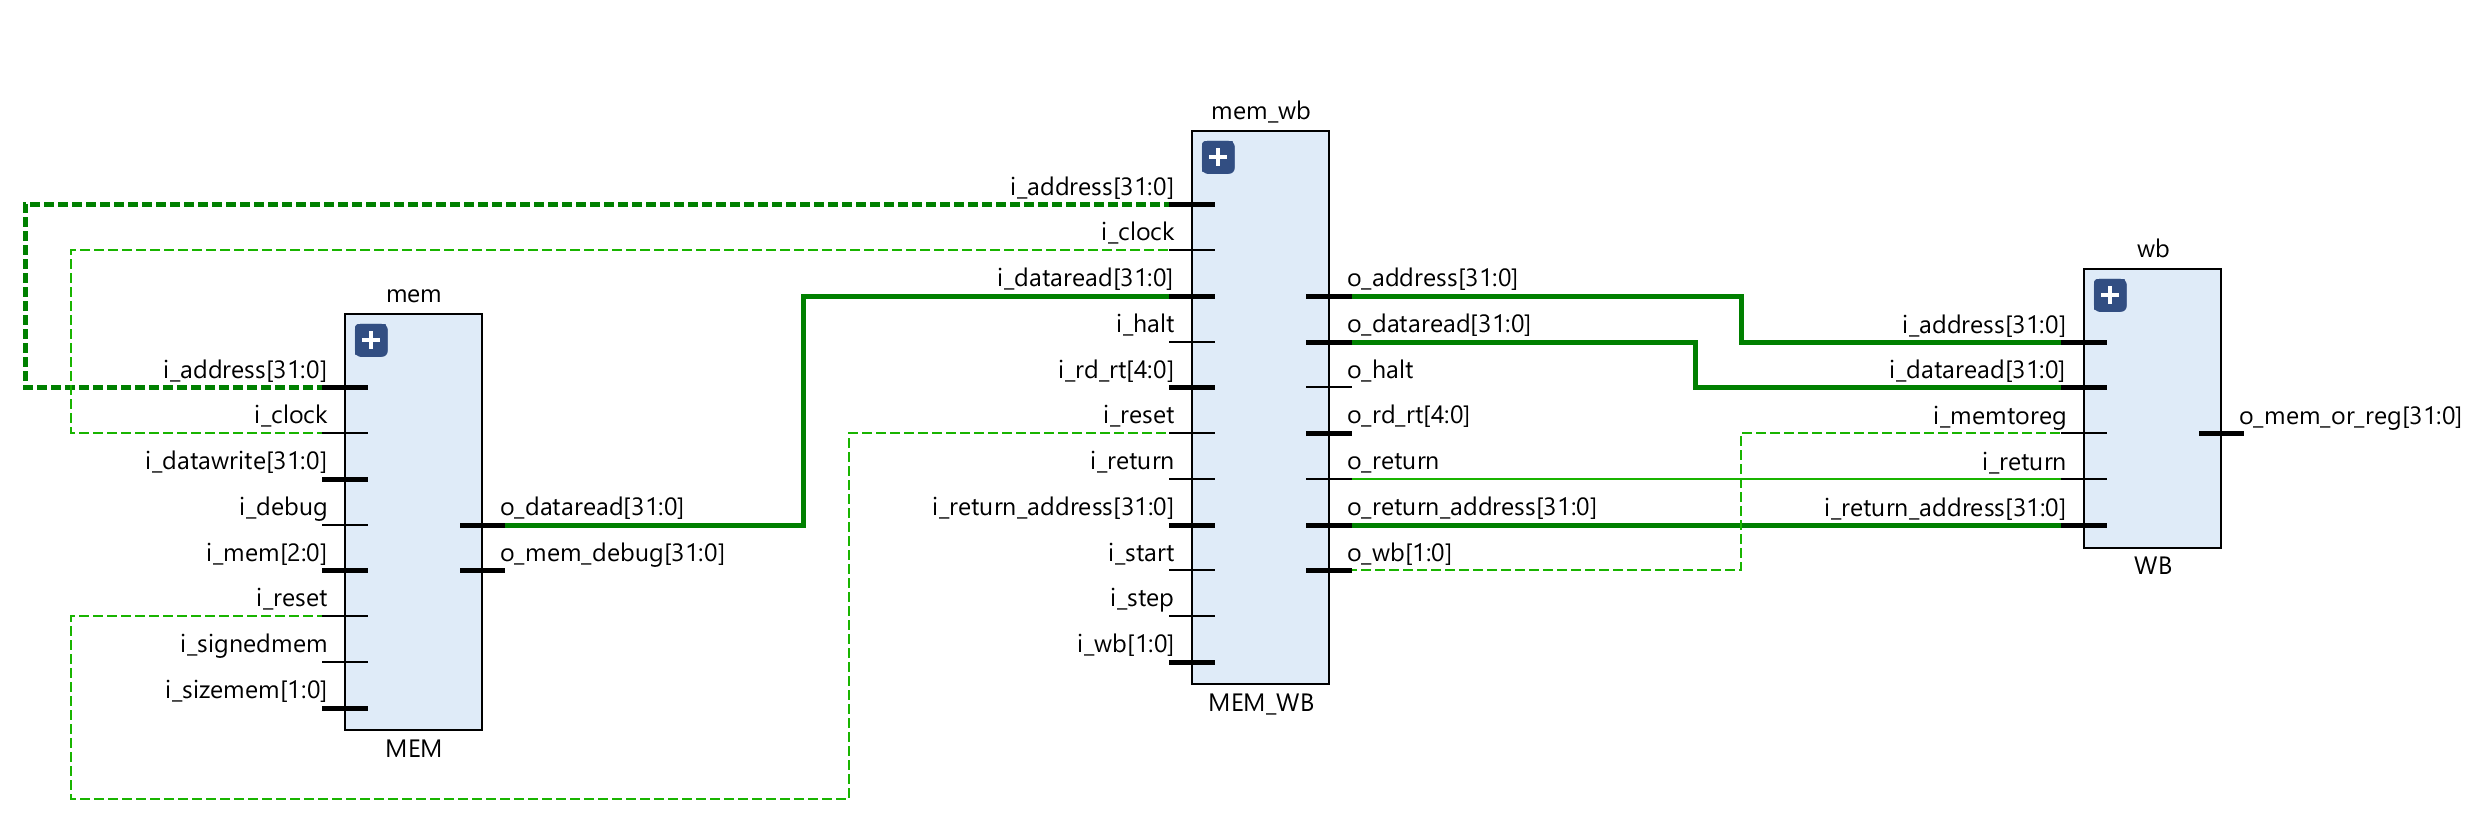 mem
i_address[31:0]
i_clock
i_datawrite[31:0]
i_debug
i_mem[2:0]
i_reset
i_signedmem
i_sizemem[1:0]
o_dataread[31:0]
o_mem_debug[31:0]
MEM
mem_wb
i_address[31:0]
i_clock
i_dataread[31:0]
i_halt
i_rd_rt[4:0]
i_reset
i_return
i_return_address[31:0]
i_start
i_step
i_wb[1:0]
o_address[31:0]
o_dataread[31:0]
o_halt
o_rd_rt[4:0]
o_return
o_return_address[31:0]
o_wb[1:0]
MEM_WB
wb
i_address[31:0]
i_dataread[31:0]
i_memtoreg
i_return
i_return_address[31:0]
o_mem_or_reg[31:0]
WB